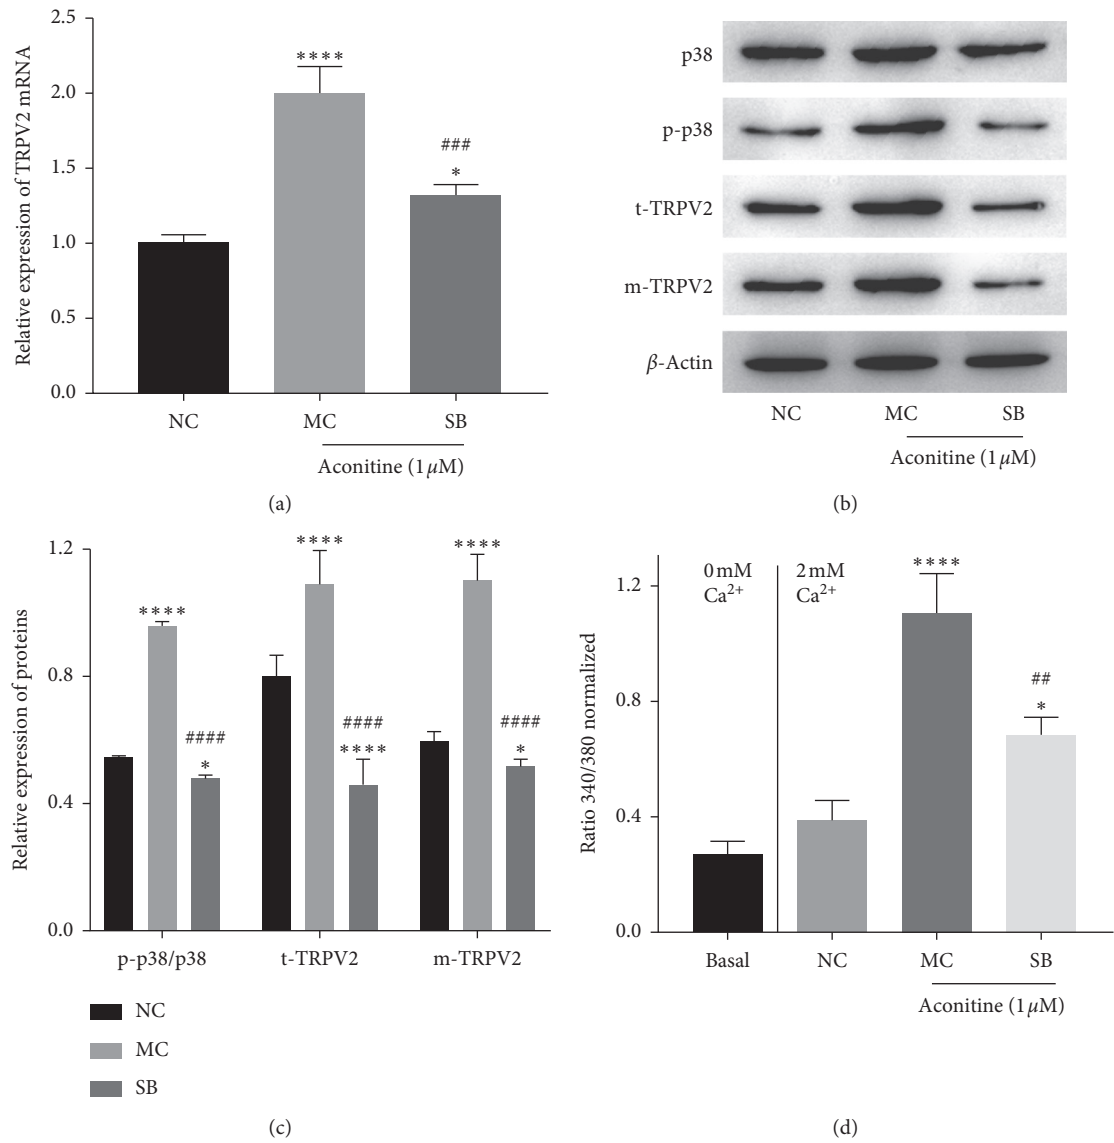 2.5
2.0
1.5
1.0
0.5
0.0
Relative expression of TRPV2 mRNA
****
###
*
NC MC SB
Aconitine (1 μM)
(a)
p38
p-p38
t-TRPV2
m-TRPV2
β-Actin
NC MC SB
Aconitine (1 μM)
(b)
1.2
0.8
0.4
0.0
Relative expression of proteins
****
####
*
****
####
****
****
####
*
p-p38/p38 t-TRPV2 m-TRPV2
NC
MC
SB
(c)
1.2
0.8
0.4
0.0
Ratio 340/380 normalized
0 mM
Ca²⁺
2 mM
Ca²⁺
****
##
*
Basal NC MC SB
Aconitine (1 μM)
(d)